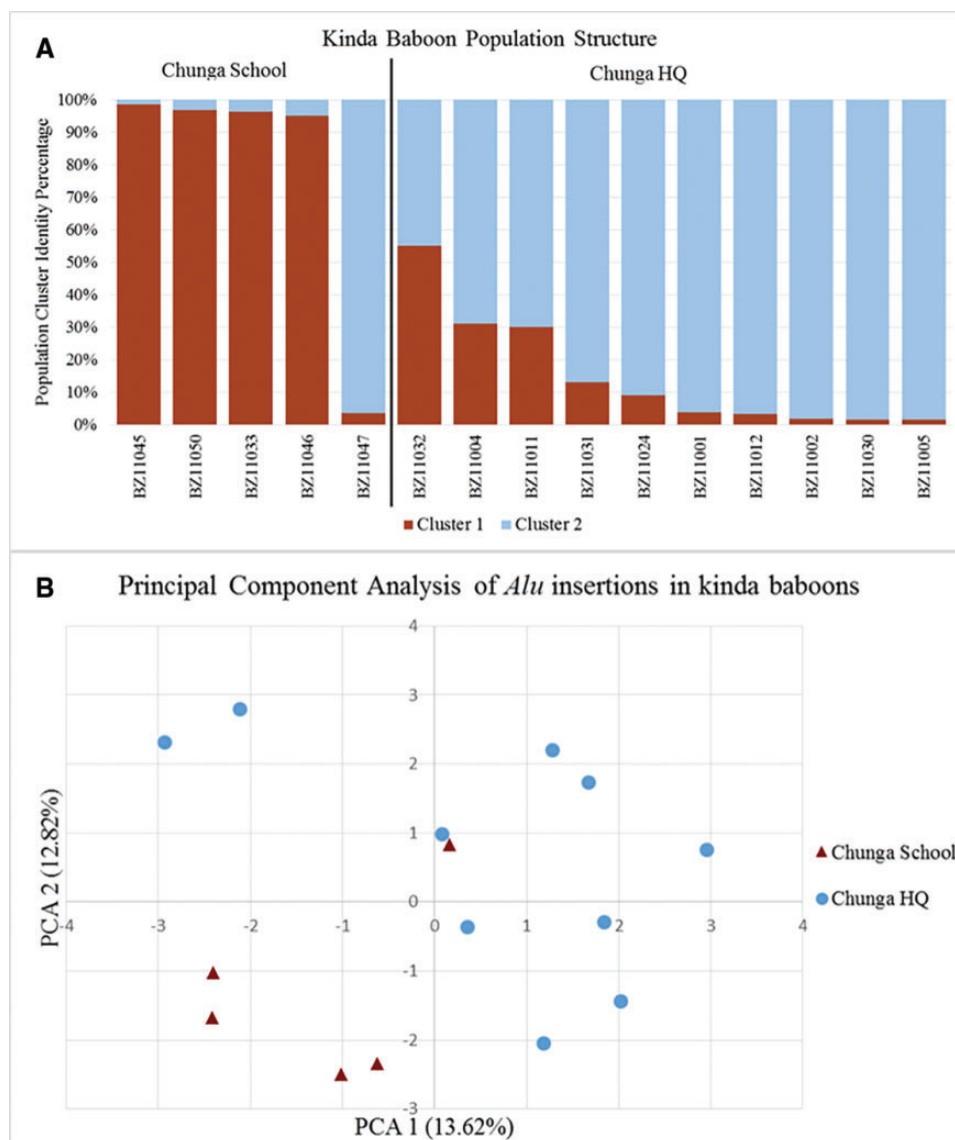 A
Kinda Baboon Population Structure
Chunga School
Chunga HQ
Population Cluster Identity Percentage
100%
90%
80%
70%
60%
50%
40%
30%
20%
10%
0%
BZ11045
BZ11050
BZ11033
BZ11046
BZ11047
BZ11032
BZ11004
BZ11011
BZ11031
BZ11024
BZ11001
BZ11012
BZ11002
BZ11030
BZ11005
Cluster 1 Cluster 2
B
Principal Component Analysis of Alu insertions in kinda baboons
PCA 2 (12.82%)
4
3
2
1
0
-1
-2
-3
-4 -3 -2 -1 0 1 2 3 4
PCA 1 (13.62%)
Chunga School
Chunga HQ